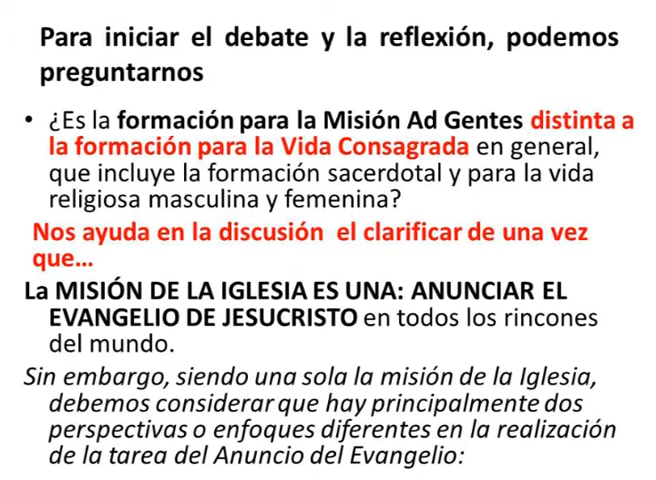 Para iniciar el debate y la reflexión, podemos
preguntarnos
• ¿Es la formación para la Misión Ad Gentes distinta a
la formación para la Vida Consagrada en general,
que incluye la formación sacerdotal y para la vida
religiosa masculina y femenina?
Nos ayuda en la discusión el clarificar de una vez
que...
La MISIÓN DE LA IGLESIA ES UNA: ANUNCIAR EL
EVANGELIO DE JESUCRISTO en todos los rincones
del mundo.
Sin embargo, siendo una sola la misión de la Iglesia,
debemos considerar que hay principalmente dos
perspectivas o enfoques diferentes en la realización
de la tarea del Anuncio del Evangelio: